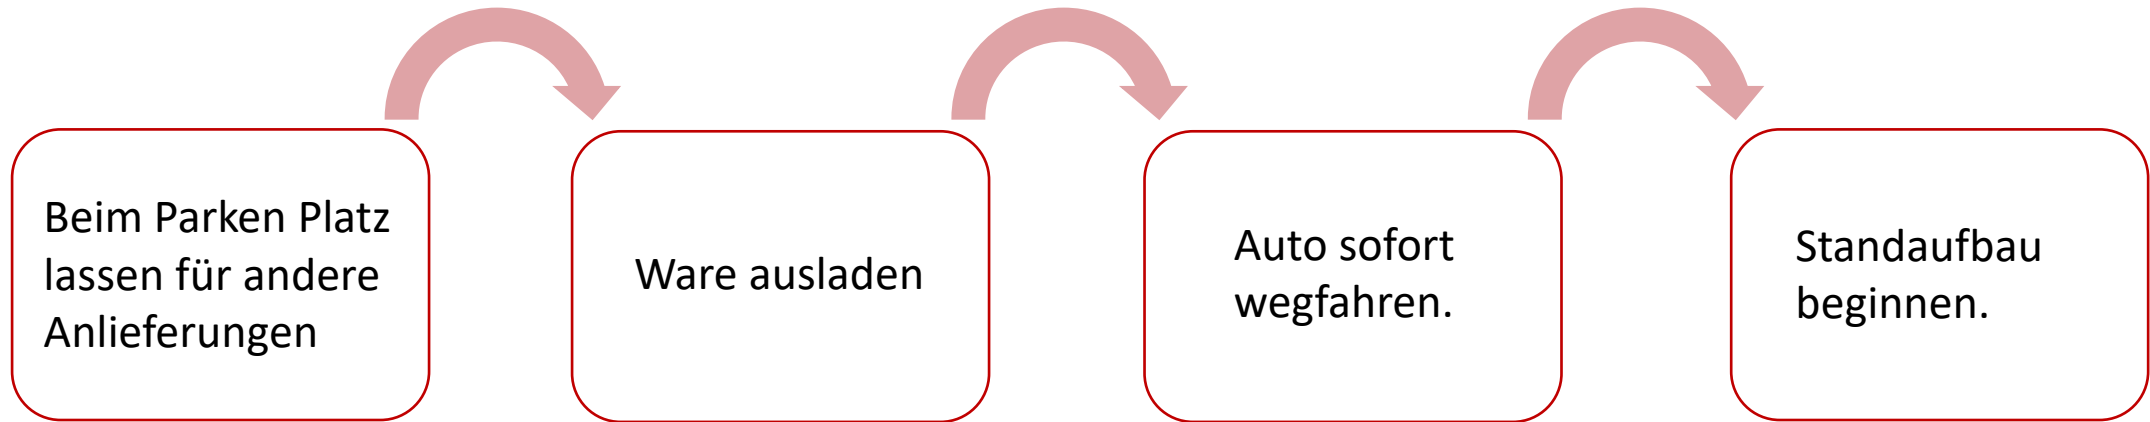 Beim Parken Platz
lassen für andere
Anlieferungen
Ware ausladen
Auto sofort
wegfahren.
Standaufbau
beginnen.